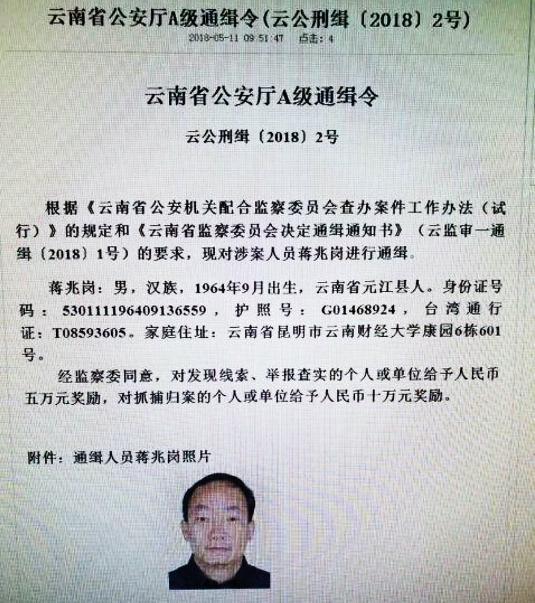 云南省公安厅A级通缉令(云公刑缉〔2018〕2号)
2018-05-11 09:51:47 点击：4
云南省公安厅A级通缉令
云公刑缉〔2018〕2号
根据《云南省公安机关配合监察委员会查办案件工作办法（试
行）》的规定和《云南省监察委员会决定通缉通知书》（云监审一通
缉〔2018〕1号）的要求，现对涉案人员蒋兆岗进行通缉。
蒋兆岗：男，汉族，1964年9月出生，云南省元江县人。身份证号
码：530111196409136559，护照号：G01468924，台湾通行
证：T08593605。家庭住址：云南省昆明市云南财经大学康园6栋601
号。
经监察委同意，对发现线索、举报查实的个人或单位给予人民币
五万元奖励，对抓捕归案的个人或单位给予人民币十万元奖励。
附件：通缉人员蒋兆岗照片